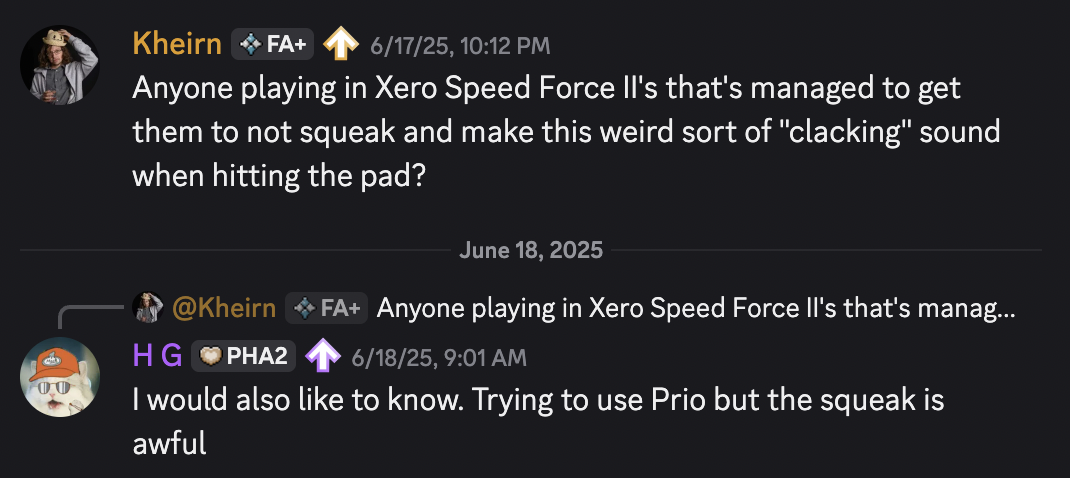 Kheirn FA+ 6/17/25, 10:12 PM
Anyone playing in Xero Speed Force II's that's managed to get
them to not squeak and make this weird sort of "clacking" sound
when hitting the pad?
June 18, 2025
@Kheirn FA+ Anyone playing in Xero Speed Force II's that's manag...
H G PHA2 6/18/25, 9:01 AM
I would also like to know. Trying to use Prio but the squeak is
awful